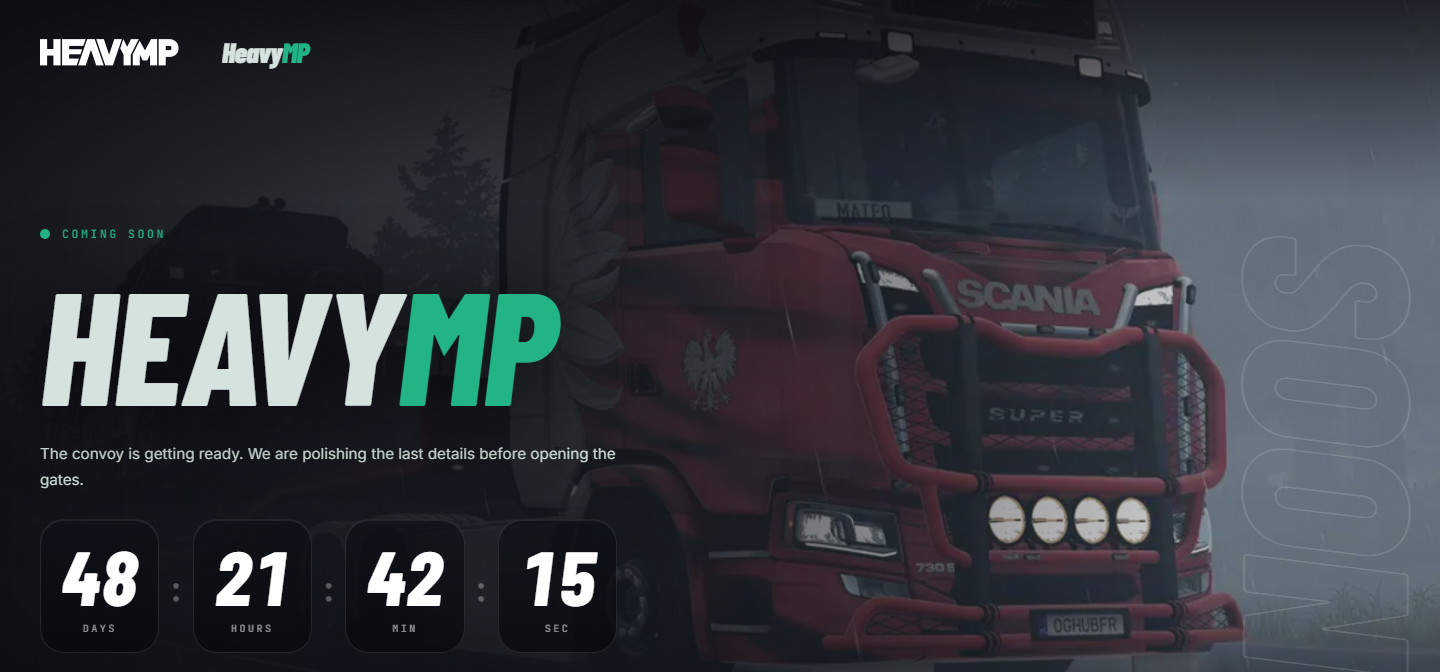 HEAVYMP
HeavyMP
COMING SOON
HEAVYMP
The convoy is getting ready. We are polishing the last details before opening the
gates.
48 : 21 : 42 : 15
DAYS HOURS MIN SEC
MATEO
SCANIA
SUPER
730 S
OGHUBFR
SOON